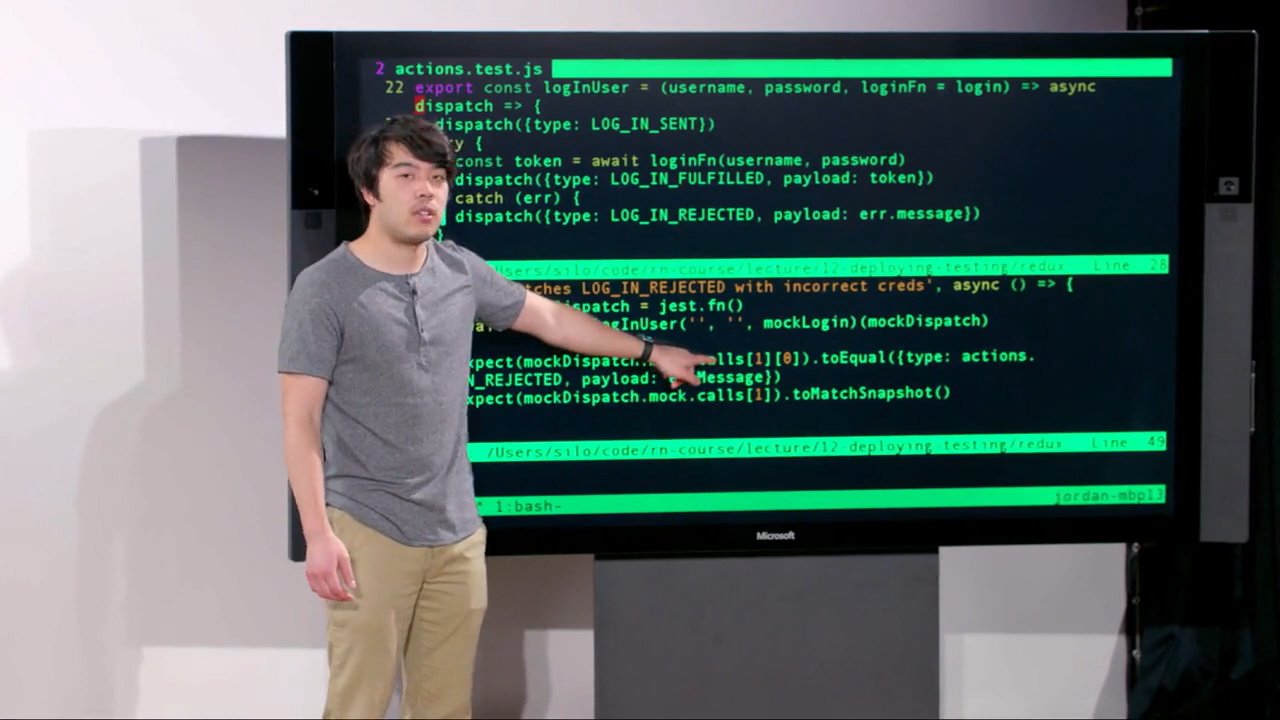 2 actions.test.js
22 export const logInUser = (username, password, loginFn = login) => async
dispatch => {
dispatch({type: LOG_IN_SENT})
{
const token = await loginFn(username, password)
dispatch({type: LOG_IN_FULFILLED, payload: token})
catch (err) {
dispatch({type: LOG_IN_REJECTED, payload: err.message})
}
Users/silo/code/rn-course/lecture/12-deploying-testing/redux Line 28
LOG_IN_REJECTED with incorrect creds', async () => {
= jest.fn()
('', '', mockLogin)(mockDispatch)
(mockDispatch. [1][0]).toEqual({type: actions.
_REJECTED, payload: Message})
(mockDispatch.mock.calls[1]).toMatchSnapshot()
/Users/silo/code/rn-course/lecture/12-deploying-testing/redux Line 49
1:bash- jordan-mbp13
Microsoft